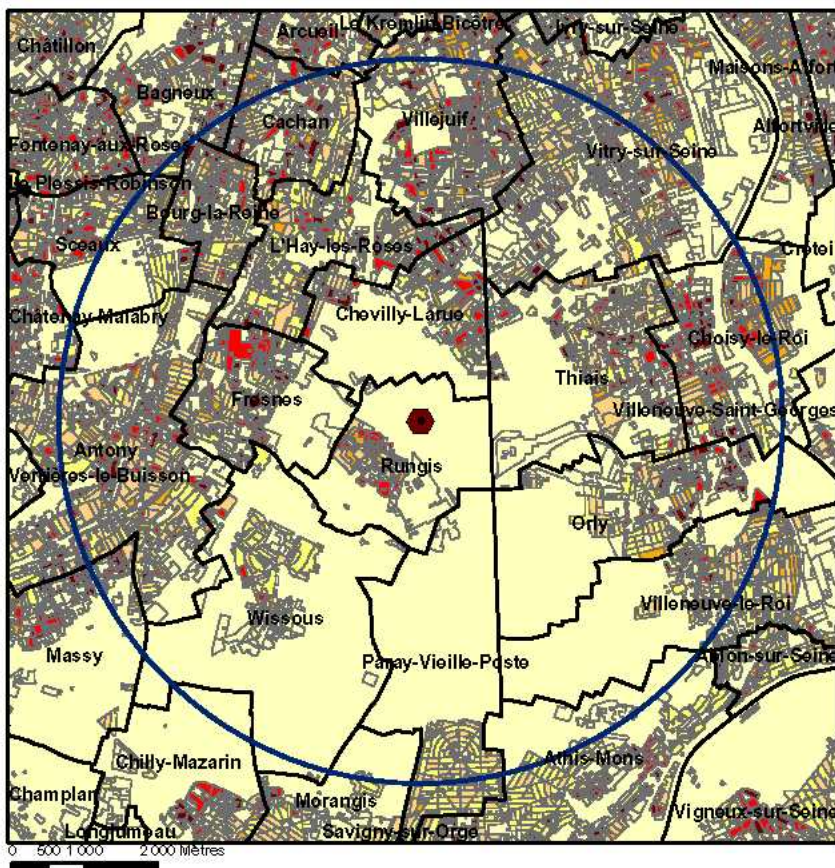 Le Kremlin-Bicêtre
Arcueil
Ivry-sur-Seine
Châtillon
Maisons-Alfort
Bagneux
Cachan
Villejuif
Alfortville
Fontenay-aux-Roses
Vitry-sur-Seine
Le Plessis-Robinson
Bourg-la-Reine
Sceaux
L'Hay-les-Roses
Créteil
Châtenay-Malabry
Chevilly-Larue
Choisy-le-Roi
Thiais
Fresnes
Villeneuve-Saint-Georges
Antony
Rungis
Verrières-le-Buisson
Orly
Wissous
Villeneuve-le-Roi
Massy
Paray-Vieille-Poste
Ablon-sur-Seine
Chilly-Mazarin
Athis-Mons
Champlan
Morangis
Vigneux-sur-Seine
Longjumeau
Savigny-sur-Orge
0 500 1 000 2 000 Mètres